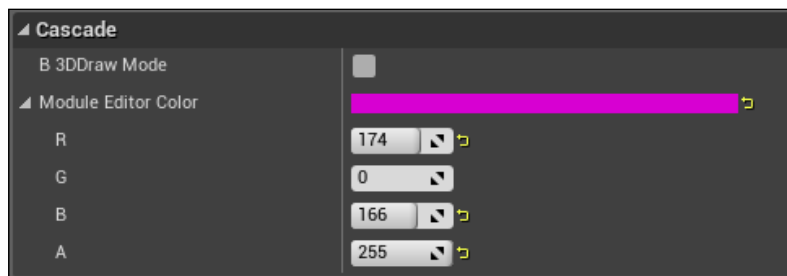 Cascade
B 3DDraw Mode
Module Editor Color
R 174
G 0
B 166
A 255